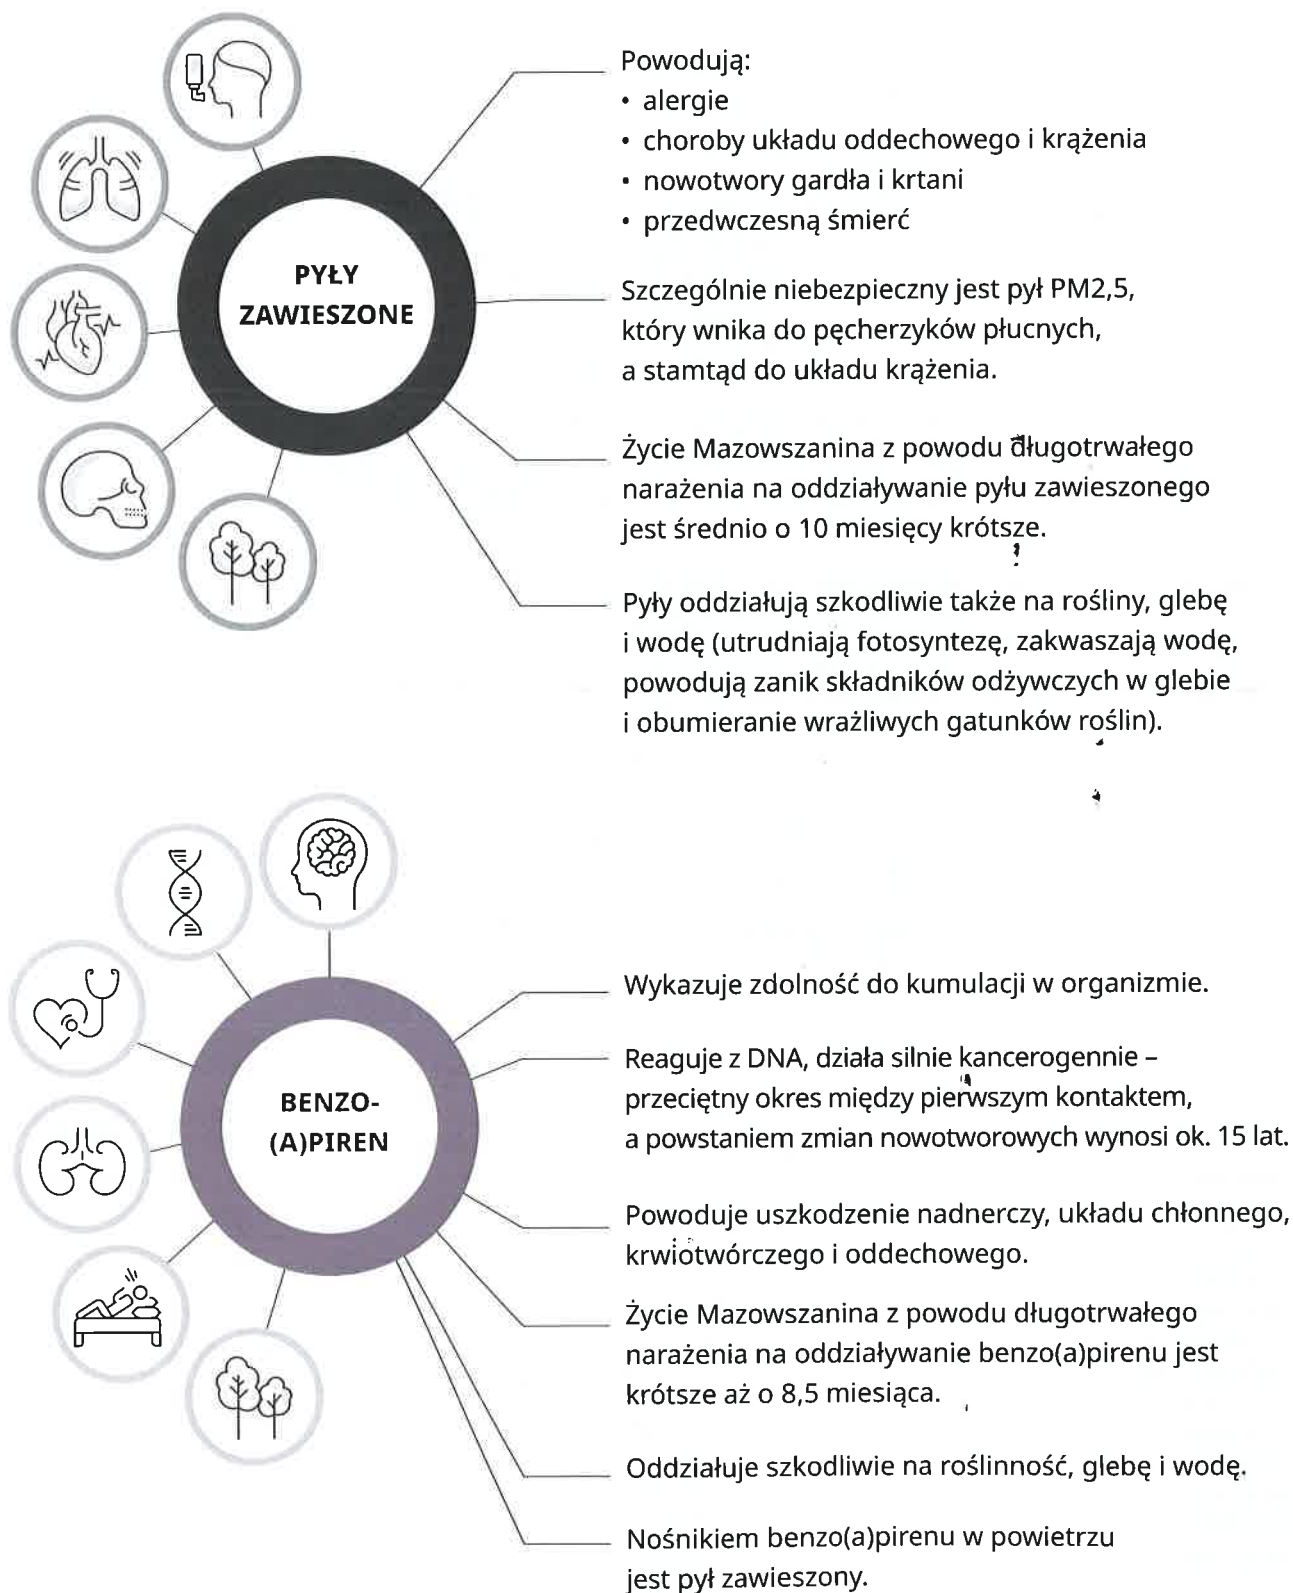 Powodują:
• alergie
• choroby układu oddechowego i krążenia
• nowotwory gardła i krtani
• przedwczesną śmierć
PYŁY
ZAWIESZONE
Szczególnie niebezpieczny jest pył PM2,5,
który wnika do pęcherzyków płucnych,
a stamtąd do układu krążenia.
Życie Mazowszanina z powodu długotrwałego
narażenia na oddziaływanie pyłu zawieszonego
jest średnio o 10 miesięcy krótsze.
Pyły oddziałują szkodliwie także na rośliny, glebę
i wodę (utrudniają fotosyntezę, zakwaszają wodę,
powodują zanik składników odżywczych w glebie
i obumieranie wrażliwych gatunków roślin).
BENZO-
(A)PIREN
Wykazuje zdolność do kumulacji w organizmie.
Reaguje z DNA, działa silnie kancerogennie –
przeciętny okres między pierwszym kontaktem,
a powstaniem zmian nowotworowych wynosi ok. 15 lat.
Powoduje uszkodzenie nadnerczy, układu chłonnego,
krwiotwórczego i oddechowego.
Życie Mazowszanina z powodu długotrwałego
narażenia na oddziaływanie benzo(a)pirenu jest
krótsze aż o 8,5 miesiąca.
Oddziałuje szkodliwie na roślinność, glebę i wodę.
Nośnikiem benzo(a)pirenu w powietrzu
jest pył zawieszony.